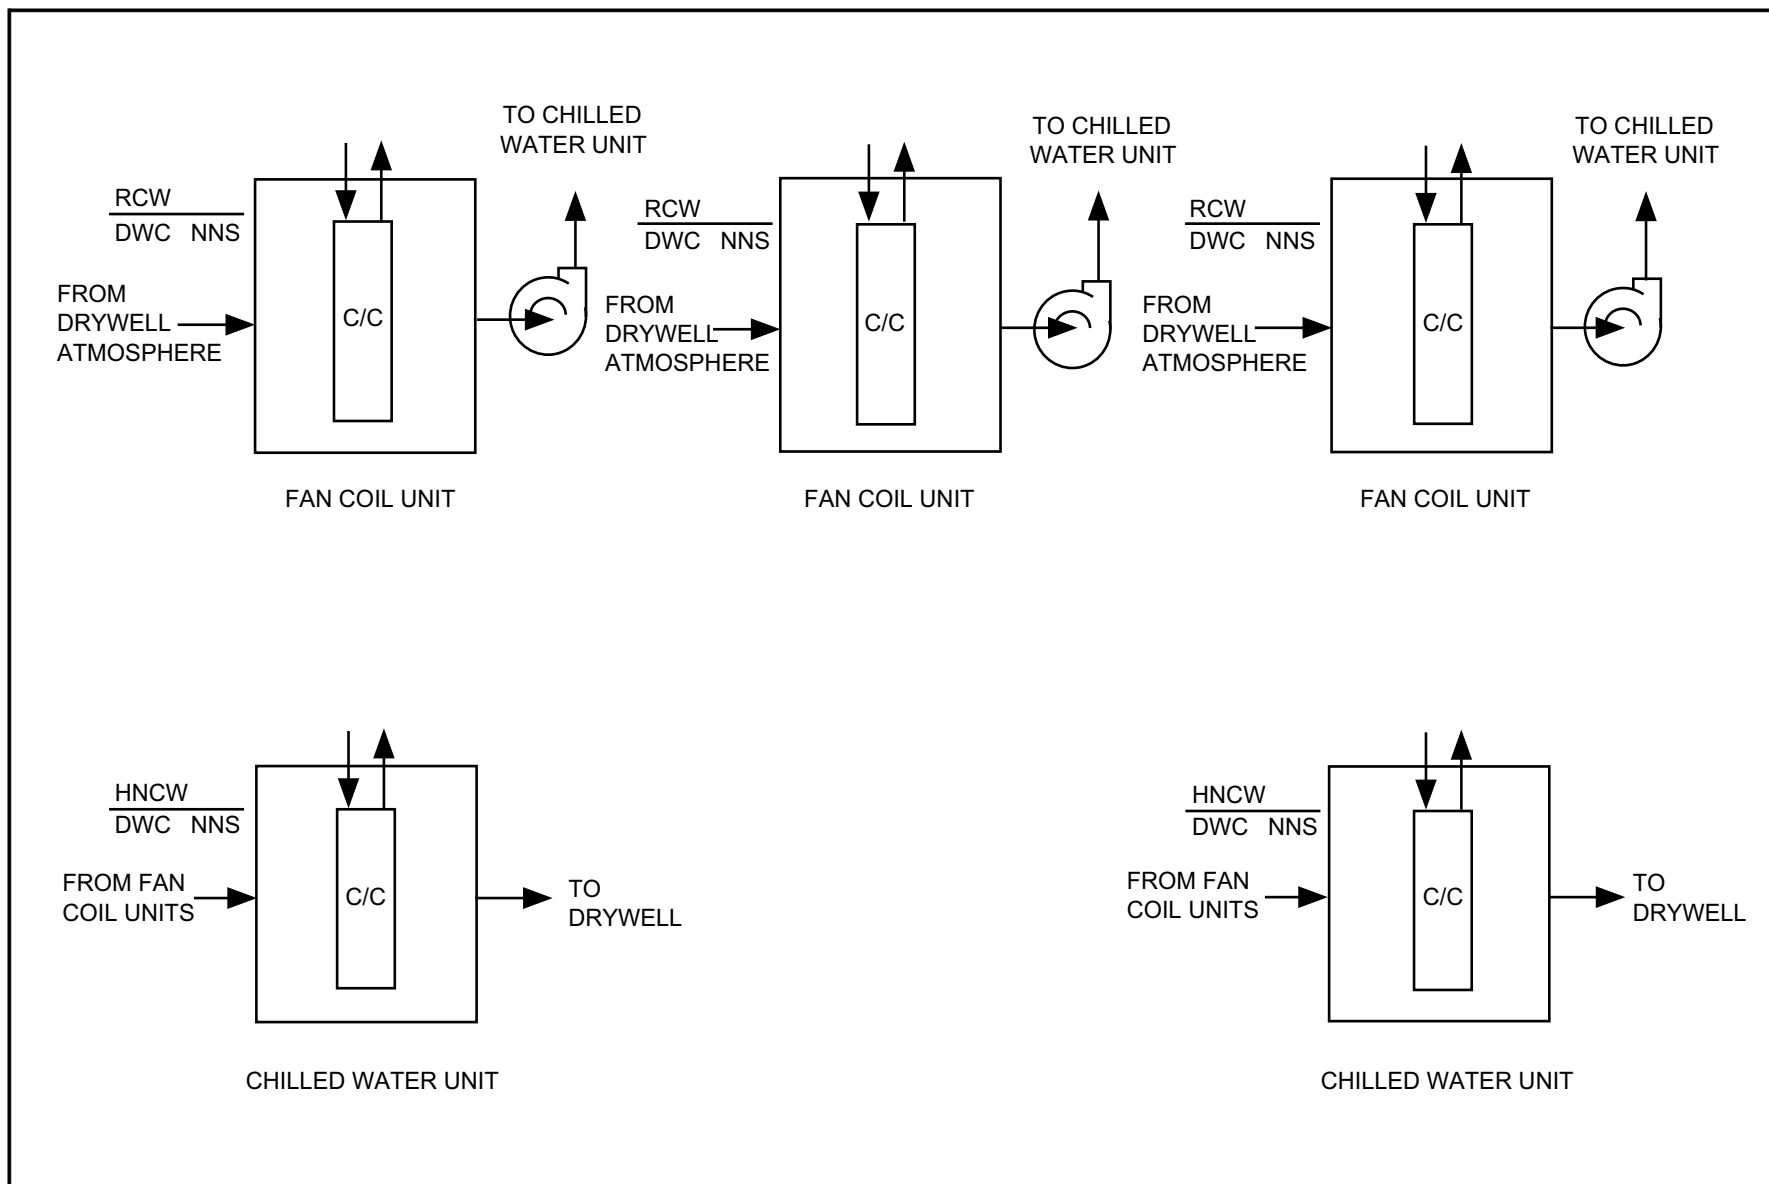 TO CHILLED
WATER UNIT
RCW
DWC NNS
FROM
DRYWELL
ATMOSPHERE
C/C
FAN COIL UNIT
TO CHILLED
WATER UNIT
RCW
DWC NNS
FROM
DRYWELL
ATMOSPHERE
C/C
FAN COIL UNIT
TO CHILLED
WATER UNIT
RCW
DWC NNS
FROM
DRYWELL
ATMOSPHERE
C/C
FAN COIL UNIT
HNCW
DWC NNS
FROM FAN
COIL UNITS
C/C
TO
DRYWELL
CHILLED WATER UNIT
HNCW
DWC NNS
FROM FAN
COIL UNITS
C/C
TO
DRYWELL
CHILLED WATER UNIT